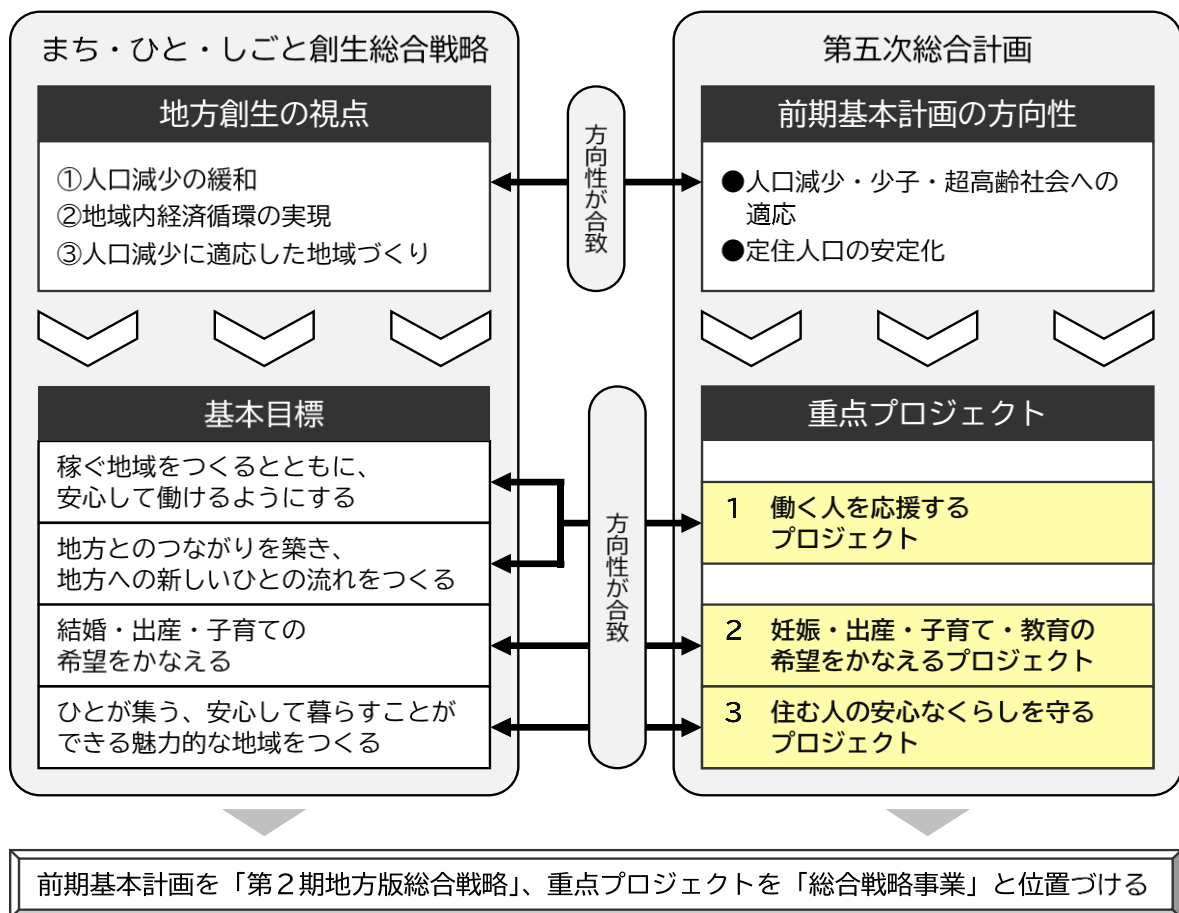 まち・ひと・しごと創生総合戦略
地方創生の視点
①人口減少の緩和
②地域内経済循環の実現
③人口減少に適応した地域づくり
方向性が合致
第五次総合計画
前期基本計画の方向性
●人口減少・少子・超高齢社会への
適応
●定住人口の安定化
基本目標
稼ぐ地域をつくるとともに、
安心して働けるようにする
地方とのつながりを築き、
地方への新しいひとの流れをつくる
結婚・出産・子育ての
希望をかなえる
ひとが集う、安心して暮らすことが
できる魅力的な地域をつくる
方向性が合致
重点プロジェクト
1 働く人を応援する
プロジェクト
2 妊娠・出産・子育て・教育の
希望をかなえるプロジェクト
3 住む人の安心なくらしを守る
プロジェクト
前期基本計画を「第２期地方版総合戦略」、重点プロジェクトを「総合戦略事業」と位置づける